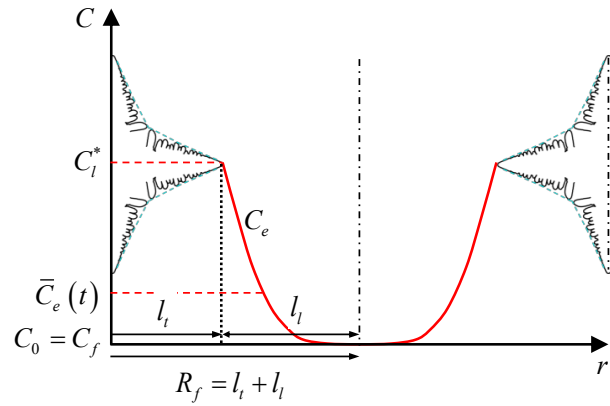 C
C_l^*
C_e
\bar{C}_e(t)
l_t
l_l
C_0 = C_f
r
R_f = l_t + l_l